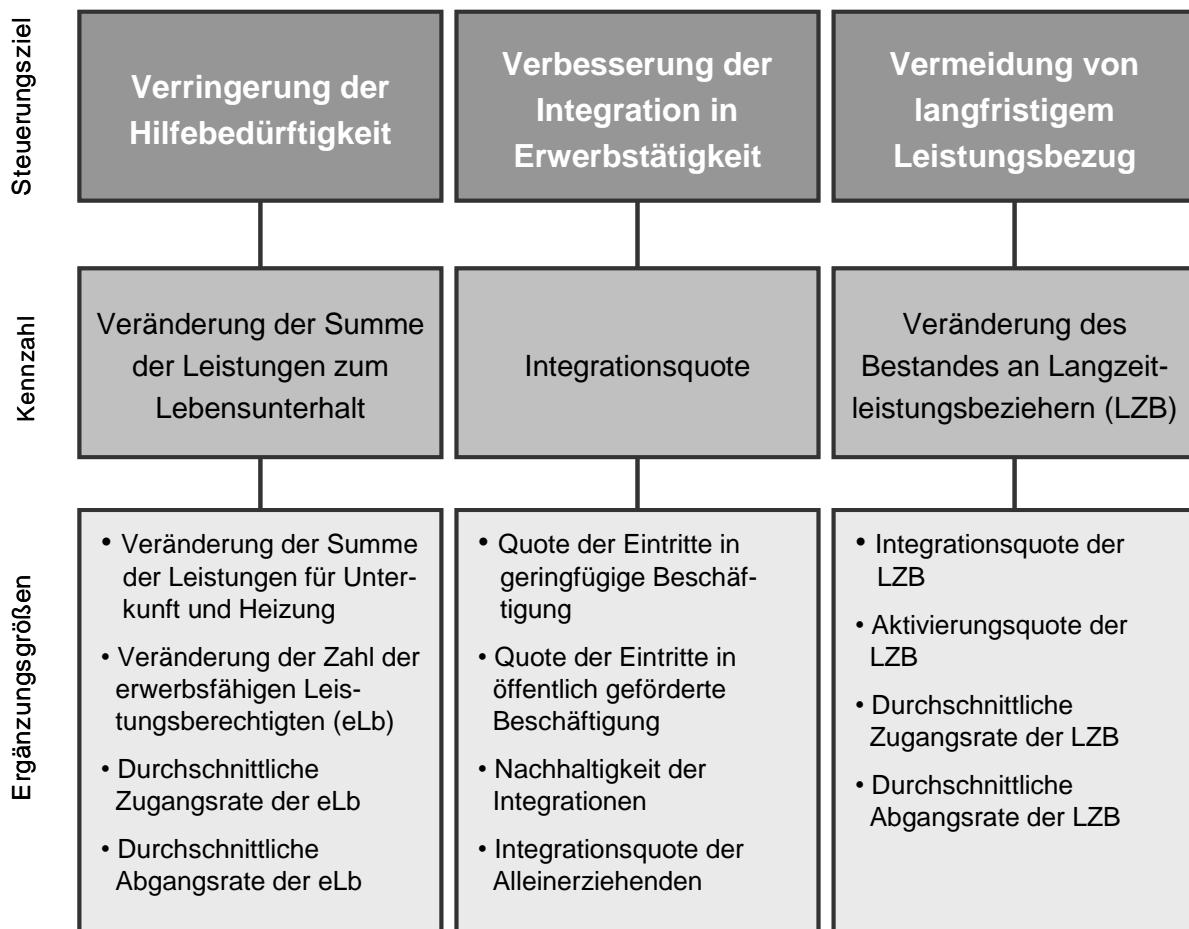 Steuerungsziel
Verringerung der
Hilfebedürftigkeit
Verbesserung der
Integration in
Erwerbstätigkeit
Vermeidung von
langfristigem
Leistungsbezug
Kennzahl
Veränderung der Summe
der Leistungen zum
Lebensunterhalt
Integrationsquote
Veränderung des
Bestandes an Langzeit-
leistungsbeziehern (LZB)
Ergänzungsgrößen
• Veränderung der Summe
der Leistungen für Unter-
kunft und Heizung
• Veränderung der Zahl der
erwerbsfähigen Leis-
tungsberechtigten (eLb)
• Durchschnittliche
Zugangsrate der eLb
• Durchschnittliche
Abgangsrate der eLb
• Quote der Eintritte in
geringfügige Beschäf-
tigung
• Quote der Eintritte in
öffentlich geförderte
Beschäftigung
• Nachhaltigkeit der
Integrationen
• Integrationsquote der
Alleinerziehenden
• Integrationsquote der
LZB
• Aktivierungsquote der
LZB
• Durchschnittliche
Zugangsrate der LZB
• Durchschnittliche
Abgangsrate der LZB